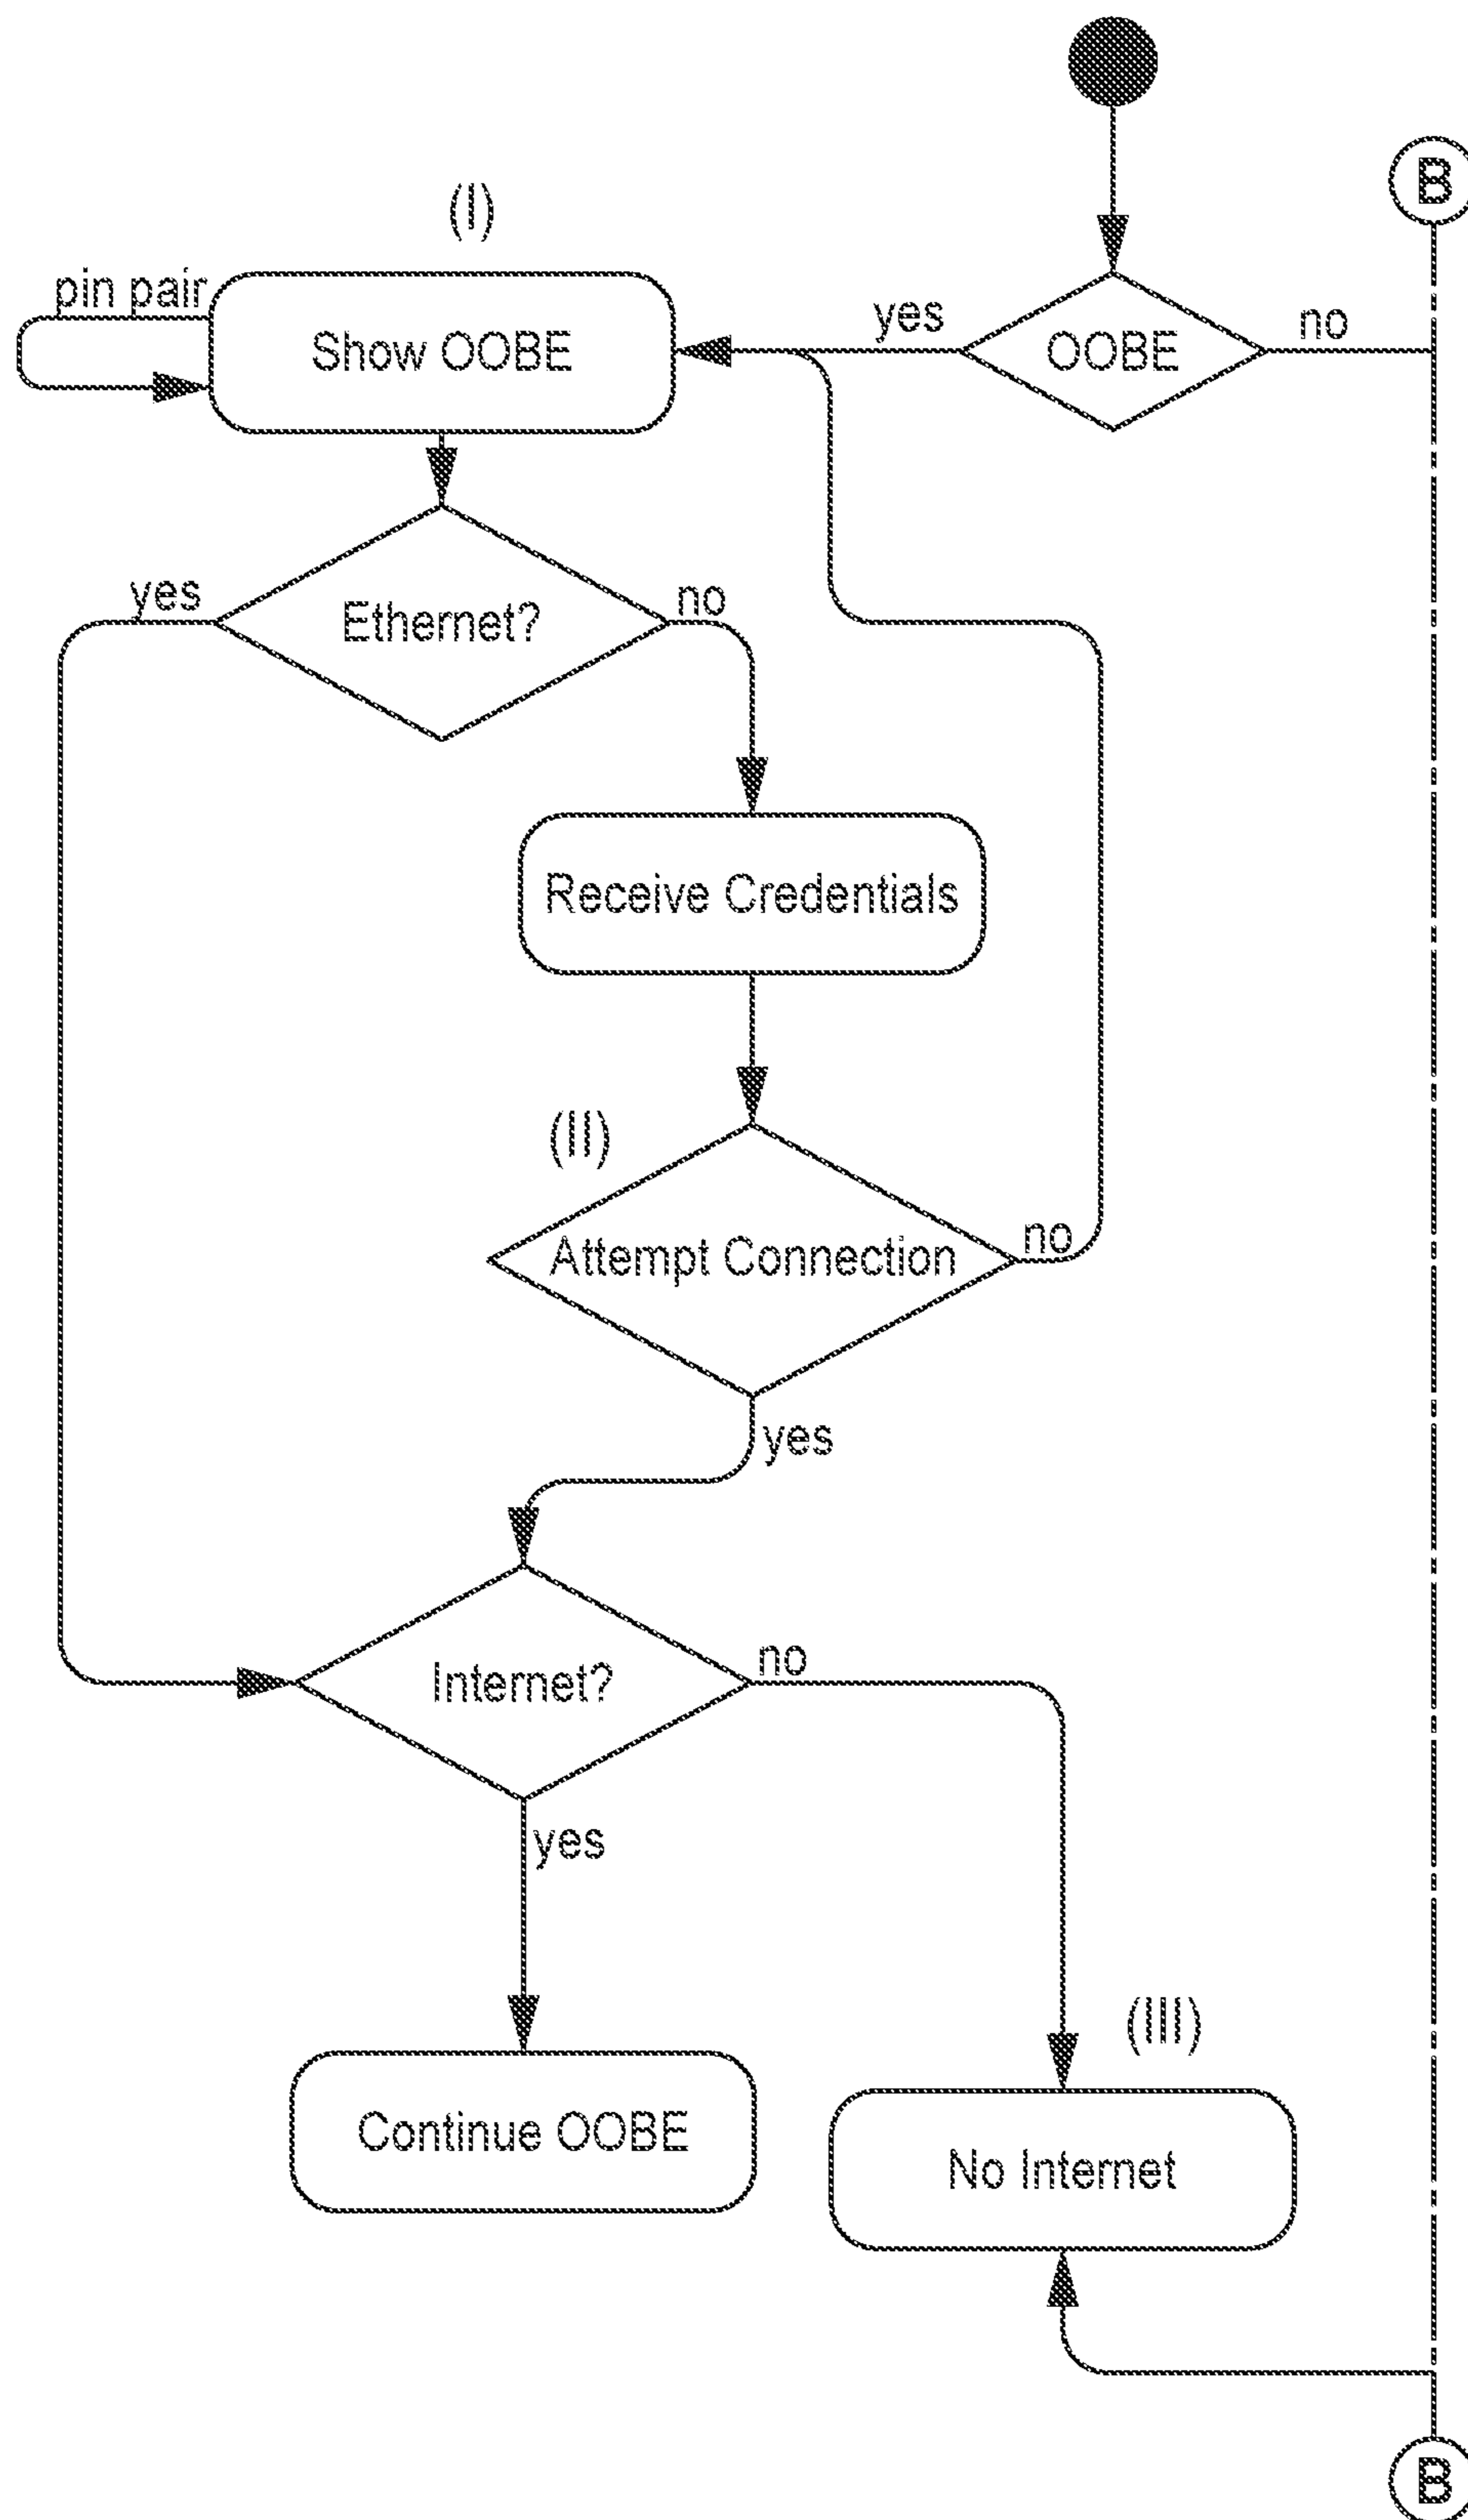 B
(I)
pin pair
Show OOBE
yes
OOBE
no
yes
Ethernet?
no
Receive Credentials
(II)
Attempt Connection
no
yes
Internet?
no
yes
(III)
Continue OOBE
No Internet
B